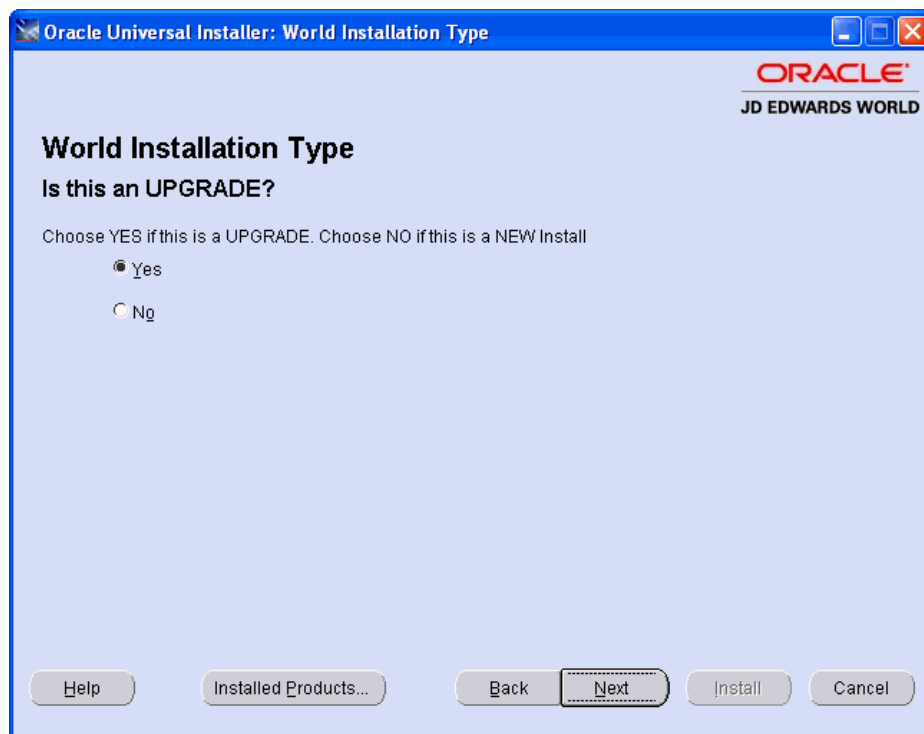 Oracle Universal Installer: World Installation Type
ORACLE
JD EDWARDS WORLD
World Installation Type
Is this an UPGRADE?
Choose YES if this is a UPGRADE. Choose NO if this is a NEW Install
Yes
No
Help Installed Products... Back Next Install Cancel